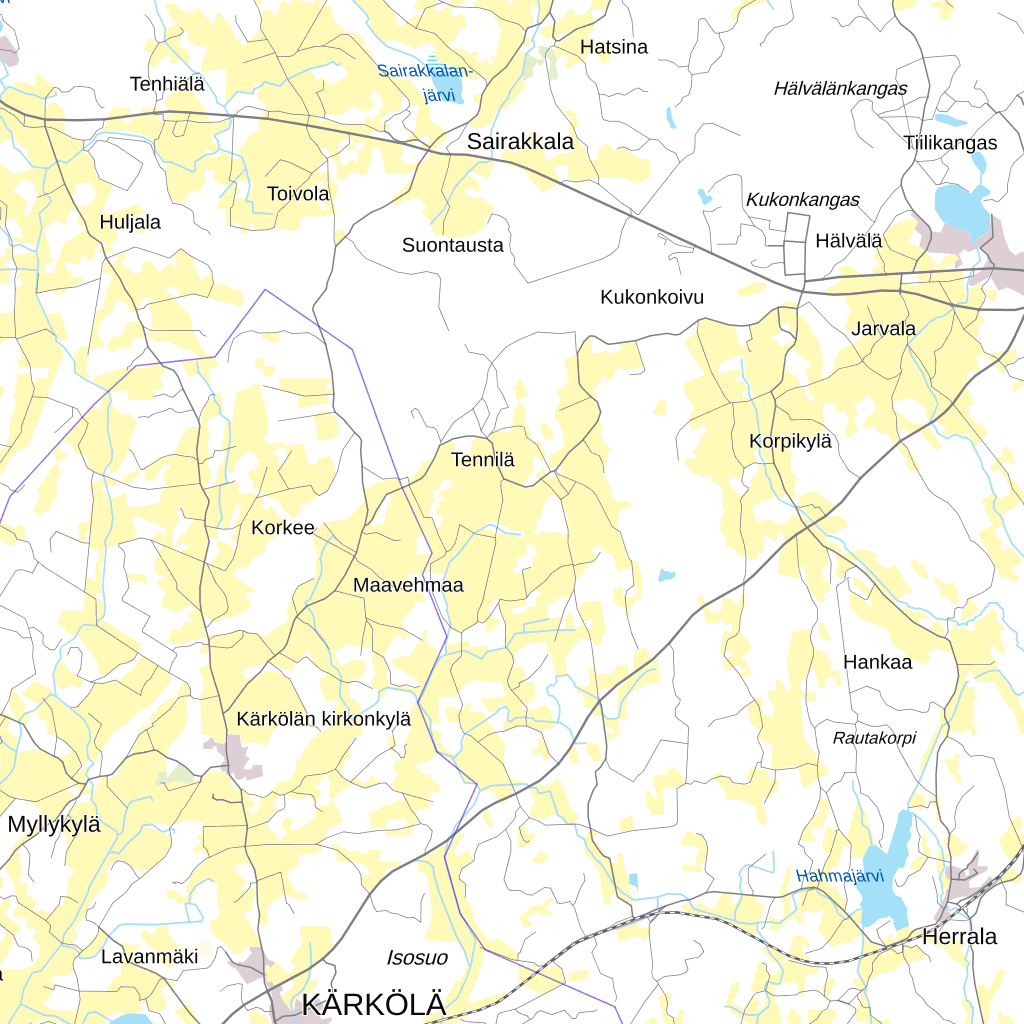 Hatsina
Sairakkalan-
järvi
Tenhiälä
Hälvälänkangas
Sairakkala
Tiilikangas
Toivola
Kukonkangas
Huljala
Suontausta
Hälvälä
Kukonkoivu
Jarvala
Korpikylä
Tennilä
Korkee
Maavehmaa
Hankaa
Kärkölän kirkonkylä
Rautakorpi
Myllykylä
Hahmajärvi
Herrala
Lavanmäki
Isosuo
KÄRKÖLÄ